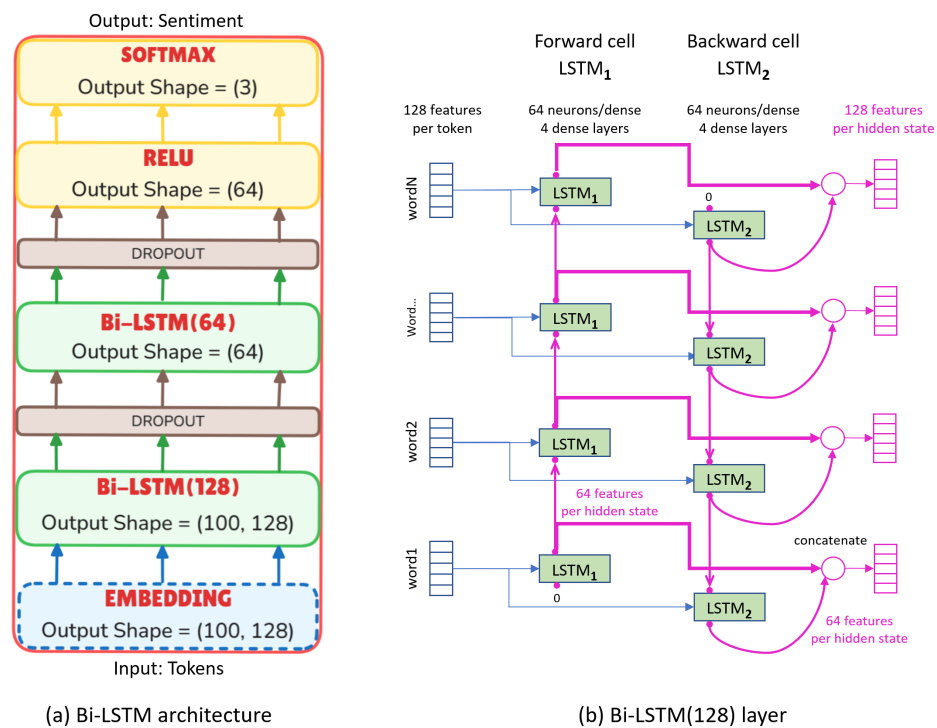 Output: Sentiment
SOFTMAX
Output Shape = (3)
RELU
Output Shape = (64)
DROPOUT
Bi-LSTM(64)
Output Shape = (64)
DROPOUT
Bi-LSTM(128)
Output Shape = (100, 128)
EMBEDDING
Output Shape = (100, 128)
Input: Tokens
(a) Bi-LSTM architecture
Forward cell
LSTM1
Backward cell
LSTM2
128 features
per token
64 neurons/dense
4 dense layers
64 neurons/dense
4 dense layers
128 features
per hidden state
wordN
LSTM1
0
LSTM2
Word...
LSTM1
LSTM2
word2
LSTM1
LSTM2
64 features
per hidden state
word1
LSTM1
0
LSTM2
concatenate
64 features
per hidden state
(b) Bi-LSTM(128) layer